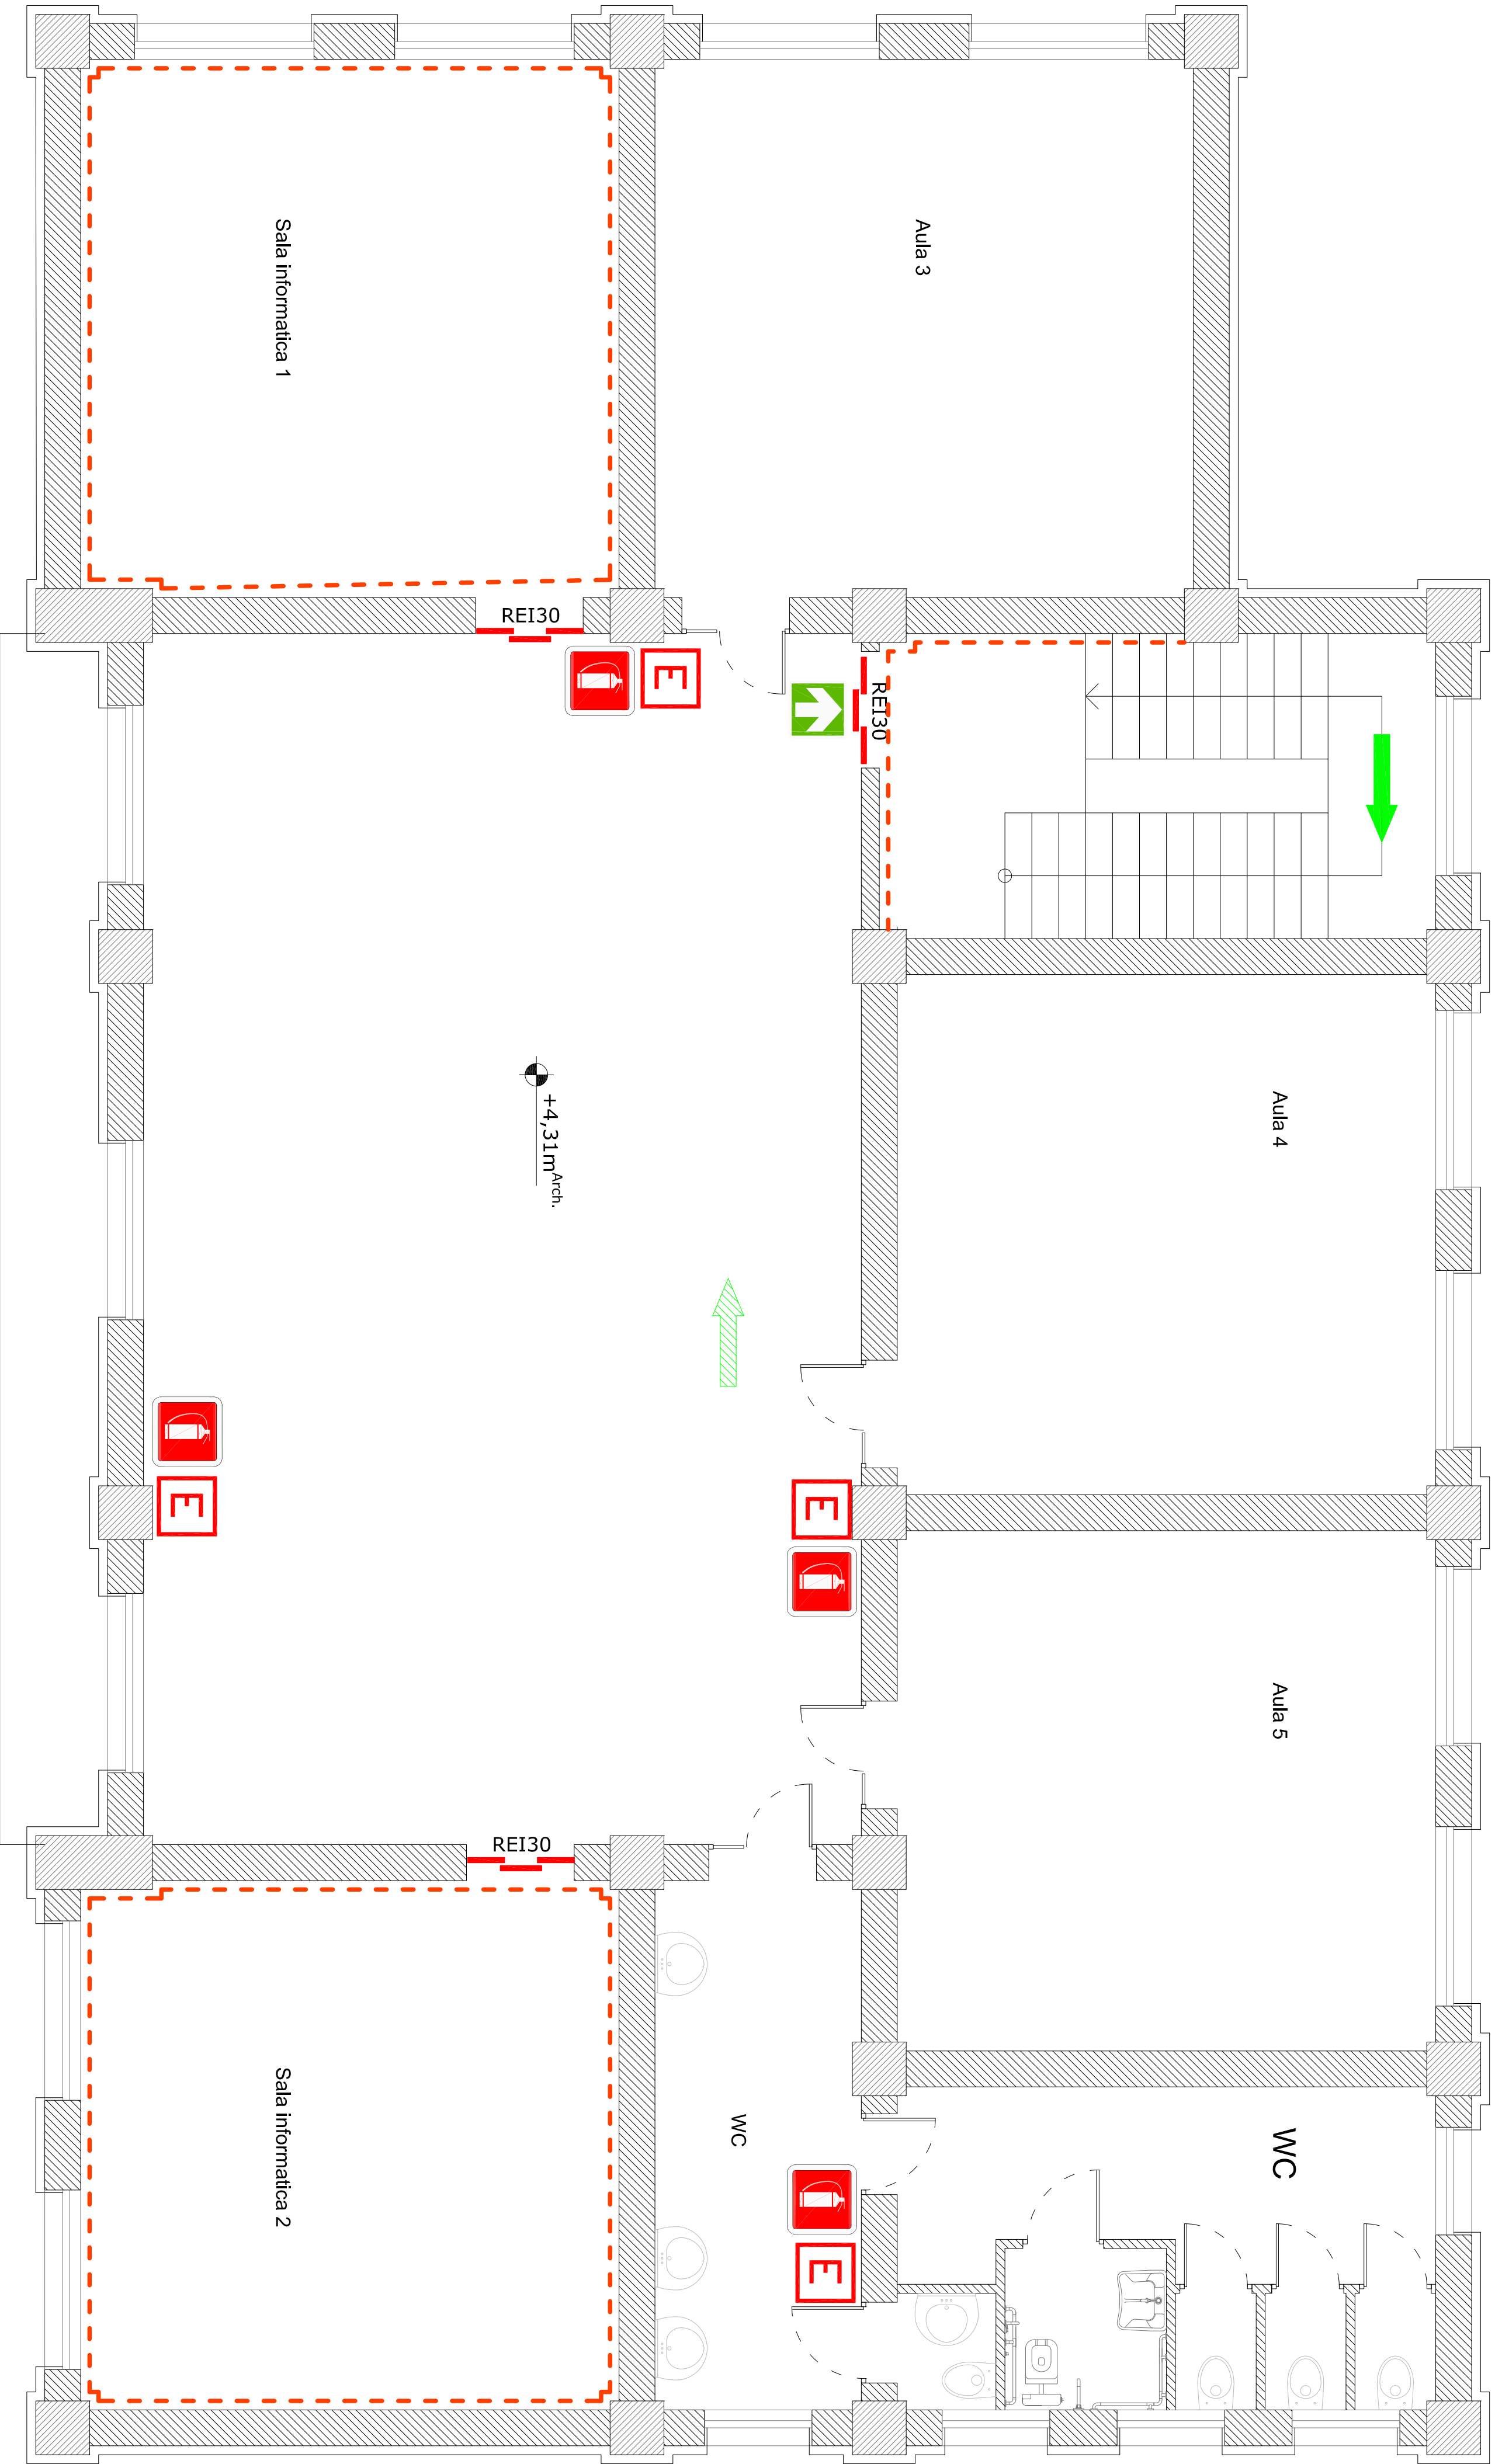 Sala informatica 1
Aula 3
REI30
E
REI30
+4,31m Arch.
Aula 4
E
E
Aula 5
REI30
Sala informatica 2
WC
WC
E